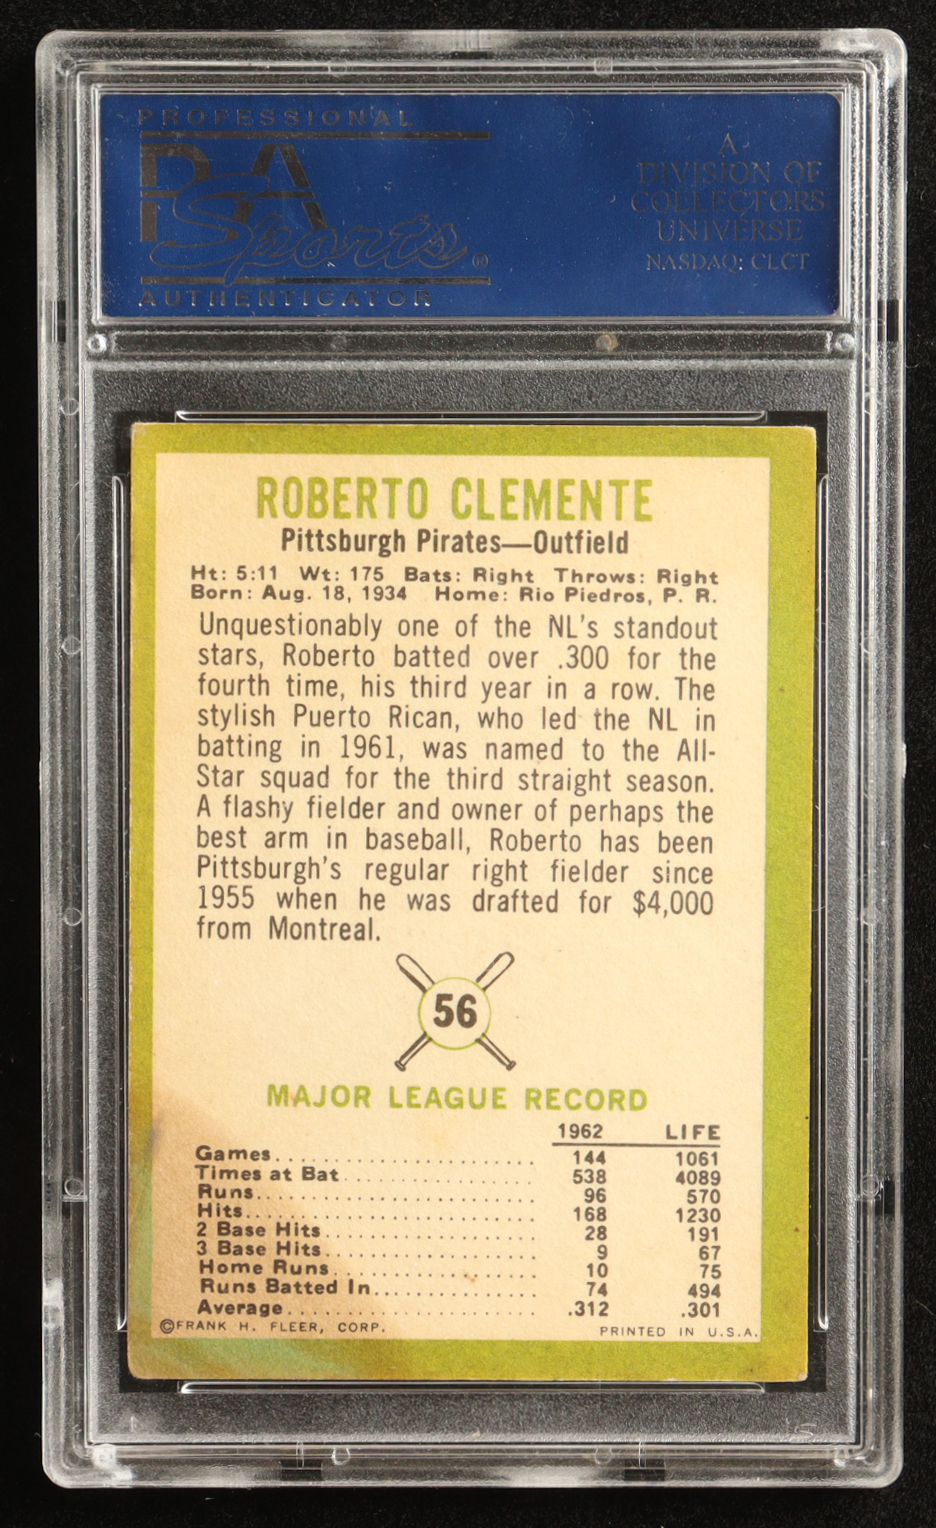 PROFESSIONAL
PSA
Sports®
AUTHENTICATOR
A
DIVISION OF
COLLECTORS
UNIVERSE
NASDAQ: CLCT
ROBERTO CLEMENTE
Pittsburgh Pirates—Outfield
Ht: 5:11 Wt: 175 Bats: Right Throws: Right
Born: Aug. 18, 1934 Home: Rio Piedros, P. R.
Unquestionably one of the NL's standout
stars, Roberto batted over .300 for the
fourth time, his third year in a row. The
stylish Puerto Rican, who led the NL in
batting in 1961, was named to the All-
Star squad for the third straight season.
A flashy fielder and owner of perhaps the
best arm in baseball, Roberto has been
Pittsburgh's regular right fielder since
1955 when he was drafted for $4,000
from Montreal.
56
MAJOR LEAGUE RECORD
1962 LIFE
Games........................ 144 1061
Times at Bat................. 538 4089
Runs......................... 96 570
Hits......................... 168 1230
2 Base Hits.................. 28 191
3 Base Hits.................. 9 67
Home Runs.................... 10 75
Runs Batted In............... 74 494
Average...................... .312 .301
©FRANK H. FLEER, CORP. PRINTED IN U.S.A.